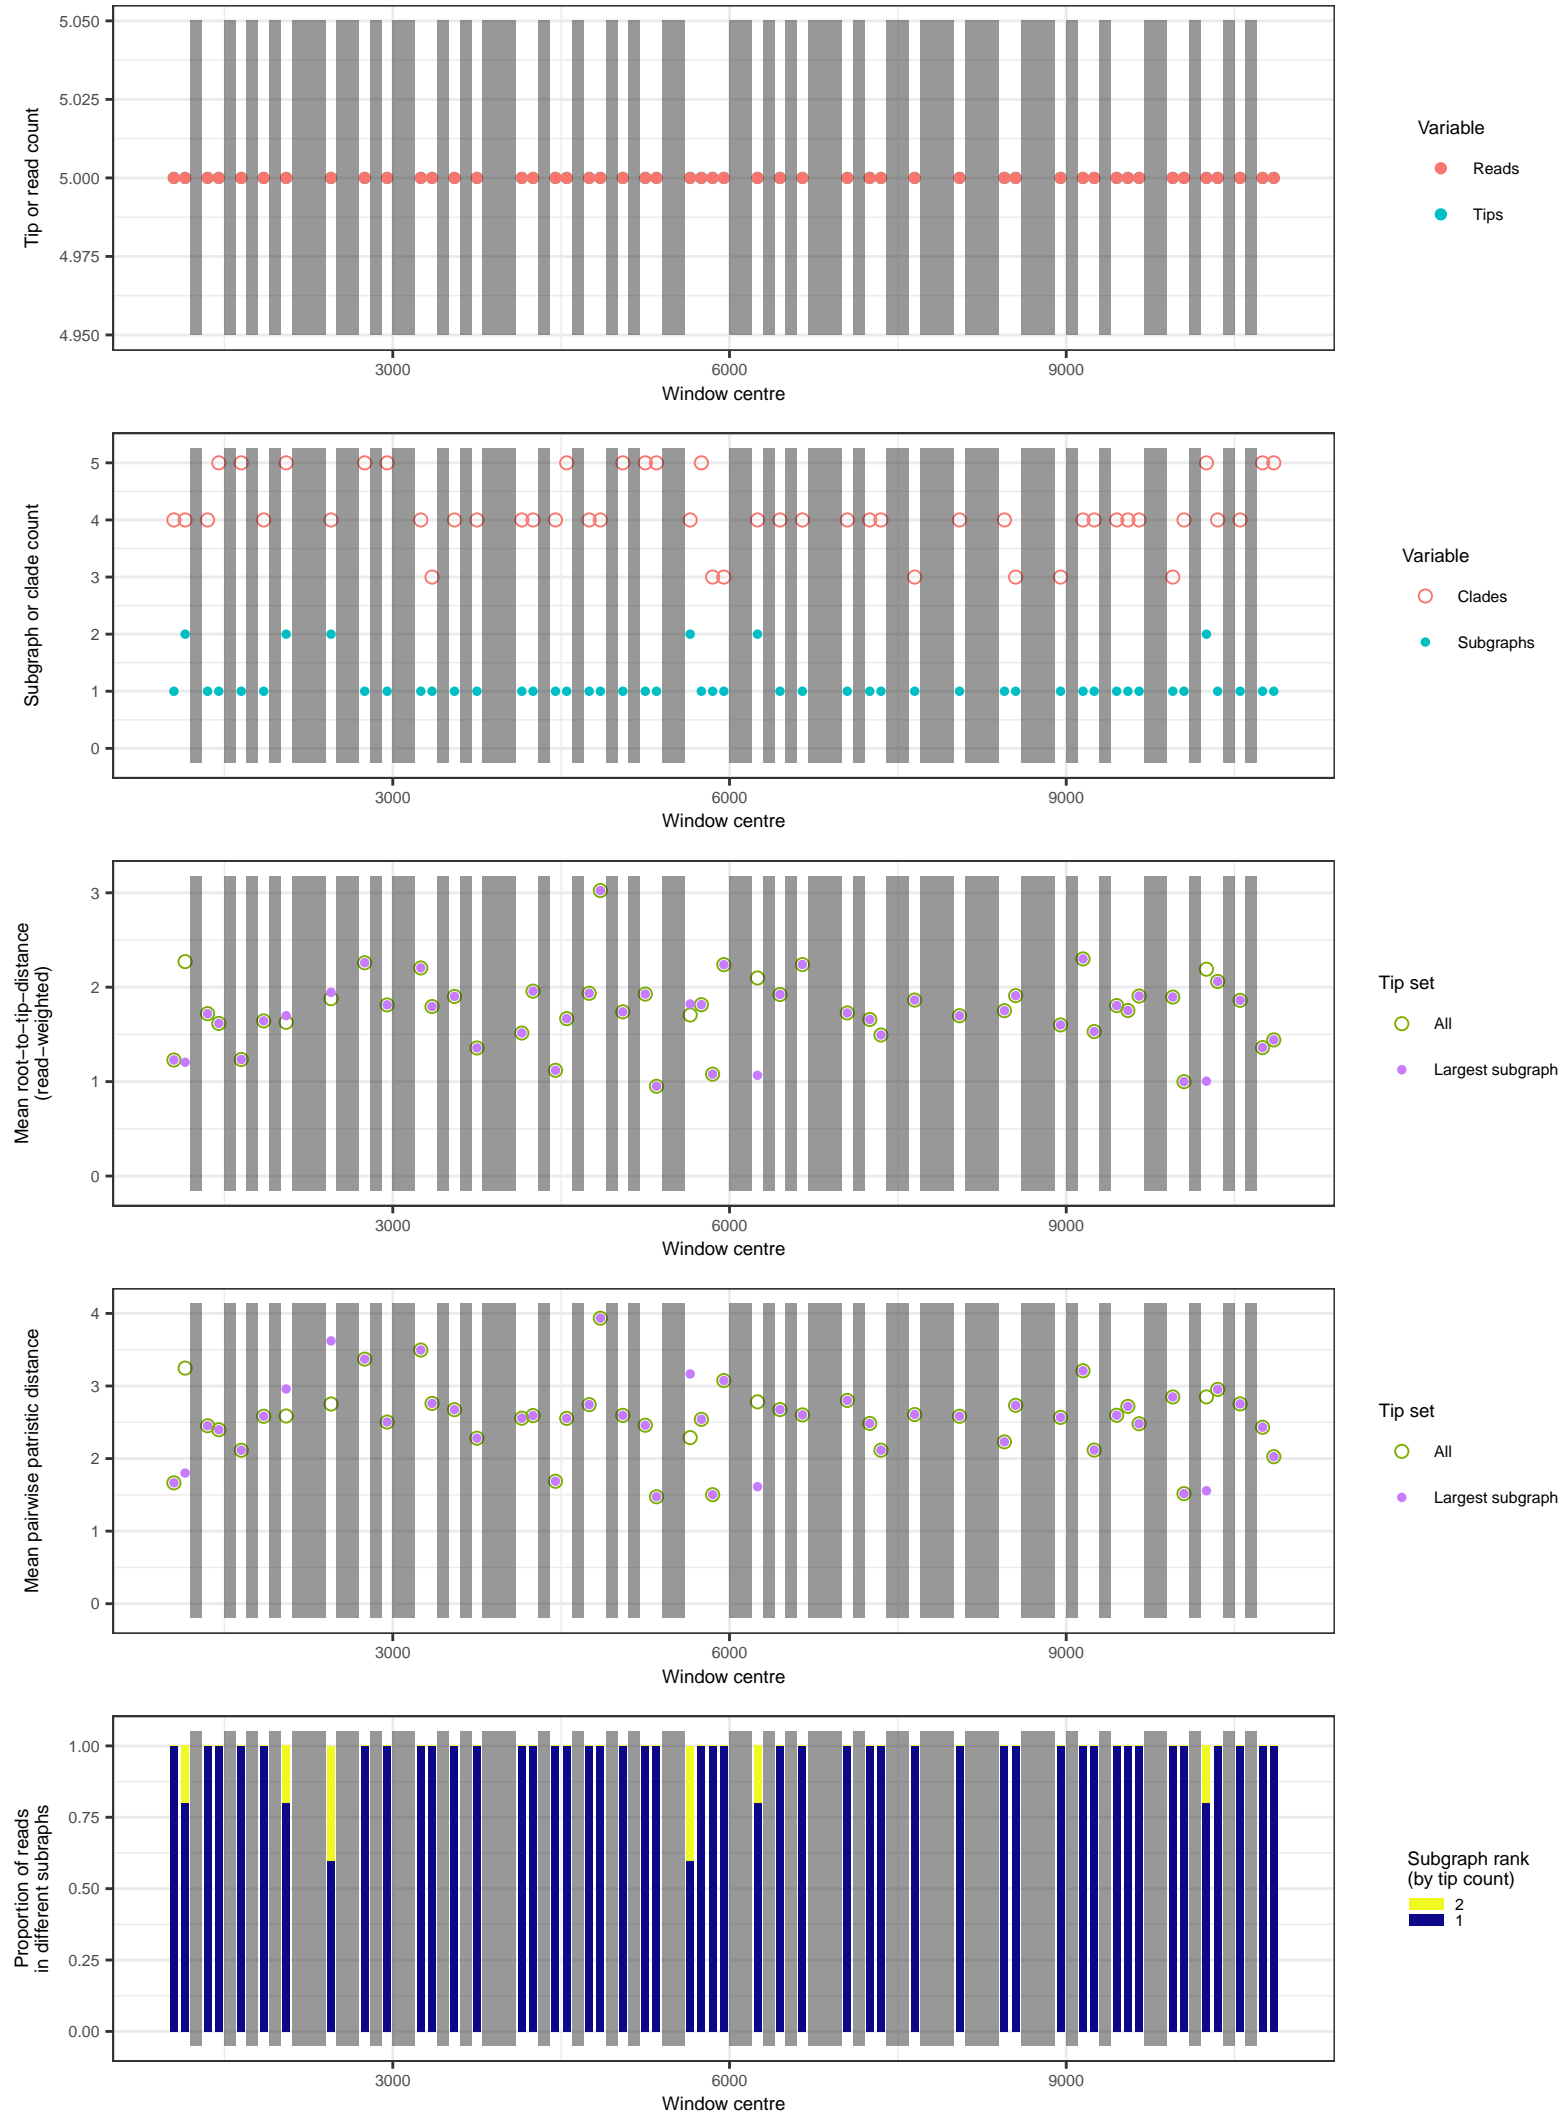 5.050
5.025
5.000
4.975
4.950
Tip or read count
3000
6000
9000
Window centre
Variable
Reads
Tips
5
4
3
2
1
0
Subgraph or clade count
3000
6000
9000
Window centre
Variable
Clades
Subgraphs
3
2
1
0
Mean root−to−tip−distance
(read−weighted)
3000
6000
9000
Window centre
Tip set
All
Largest subgraph
4
3
2
1
0
Mean pairwise patristic distance
3000
6000
9000
Window centre
Tip set
All
Largest subgraph
1.00
0.75
0.50
0.25
0.00
Proportion of reads
in different subraphs
3000
6000
9000
Window centre
Subgraph rank
(by tip count)
2
1